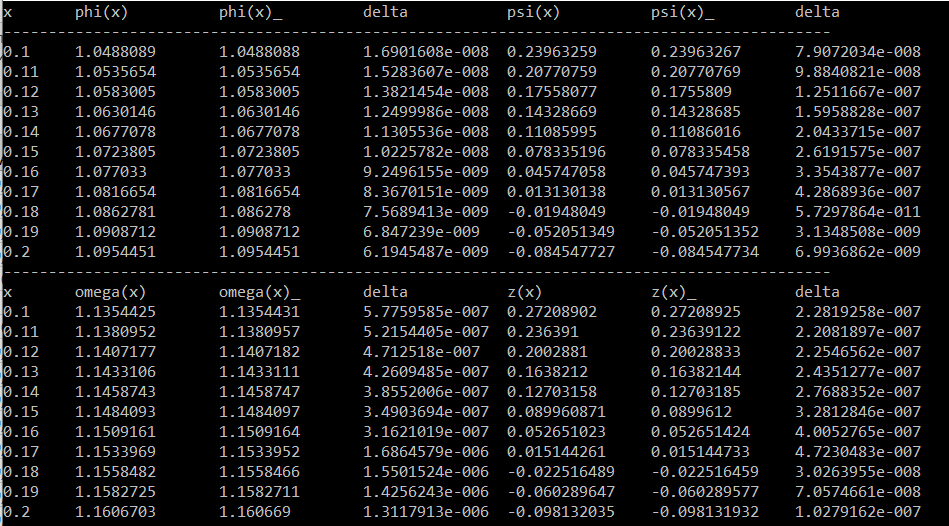 x phi(x) phi(x)_ delta psi(x) psi(x)_ delta
--------------------------------------------------------------------------------------------
0.1 1.0488089 1.0488088 1.6901608e-008 0.23963259 0.23963267 7.9072034e-008
0.11 1.0535654 1.0535654 1.5283607e-008 0.20770759 0.20770769 9.8840821e-008
0.12 1.0583005 1.0583005 1.3821454e-008 0.17558077 0.1755809 1.2511667e-007
0.13 1.0630146 1.0630146 1.2499986e-008 0.14328669 0.14328685 1.5958828e-007
0.14 1.0677078 1.0677078 1.1305536e-008 0.11085995 0.11086016 2.0433715e-007
0.15 1.0723805 1.0723805 1.0225782e-008 0.078335196 0.078335458 2.6191575e-007
0.16 1.077033 1.077033 9.2496155e-009 0.045747058 0.045747393 3.3543877e-007
0.17 1.0816654 1.0816654 8.3670151e-009 0.013130138 0.013130567 4.2868936e-007
0.18 1.0862781 1.086278 7.5689413e-009 -0.01948049 -0.01948049 5.7297864e-011
0.19 1.0908712 1.0908712 6.847239e-009 -0.052051349 -0.052051352 3.1348508e-009
0.2 1.0954451 1.0954451 6.1945487e-009 -0.084547727 -0.084547734 6.9936862e-009
--------------------------------------------------------------------------------------------
x omega(x) omega(x)_ delta z(x) z(x)_ delta
0.1 1.1354425 1.1354431 5.7759585e-007 0.27208902 0.27208925 2.2819258e-007
0.11 1.1380952 1.1380957 5.2154405e-007 0.236391 0.23639122 2.2081897e-007
0.12 1.1407177 1.1407182 4.712518e-007 0.2002881 0.20028833 2.2546562e-007
0.13 1.1433106 1.1433111 4.2609485e-007 0.1638212 0.16382144 2.4351277e-007
0.14 1.1458743 1.1458747 3.8552006e-007 0.12703158 0.12703185 2.7688352e-007
0.15 1.1484093 1.1484097 3.4903694e-007 0.089960871 0.0899612 3.2812846e-007
0.16 1.1509161 1.1509164 3.1621019e-007 0.052651023 0.052651424 4.0052765e-007
0.17 1.1533969 1.1533952 1.6864579e-006 0.015144261 0.015144733 4.7230483e-007
0.18 1.1558482 1.1558466 1.5501524e-006 -0.022516489 -0.022516459 3.0263955e-008
0.19 1.1582725 1.1582711 1.4256243e-006 -0.060289647 -0.060289577 7.0574661e-008
0.2 1.1606703 1.160669 1.3117913e-006 -0.098132035 -0.098131932 1.0279162e-007